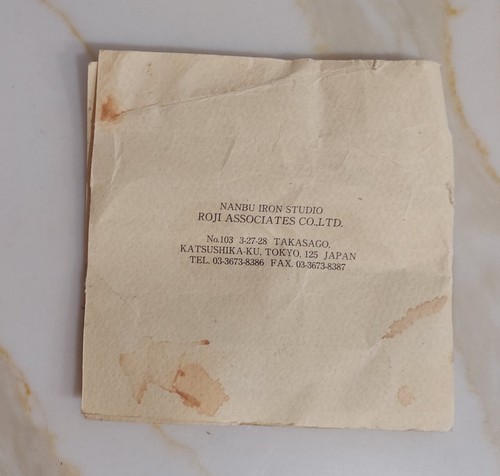 NANBU IRON STUDIO
ROJI ASSOCIATES CO.,LTD.
No.103 3-27-28 TAKASAGO,
KATSUSHIKA-KU, TOKYO, 125 JAPAN
TEL. 03-3673-8386 FAX. 03-3673-8387